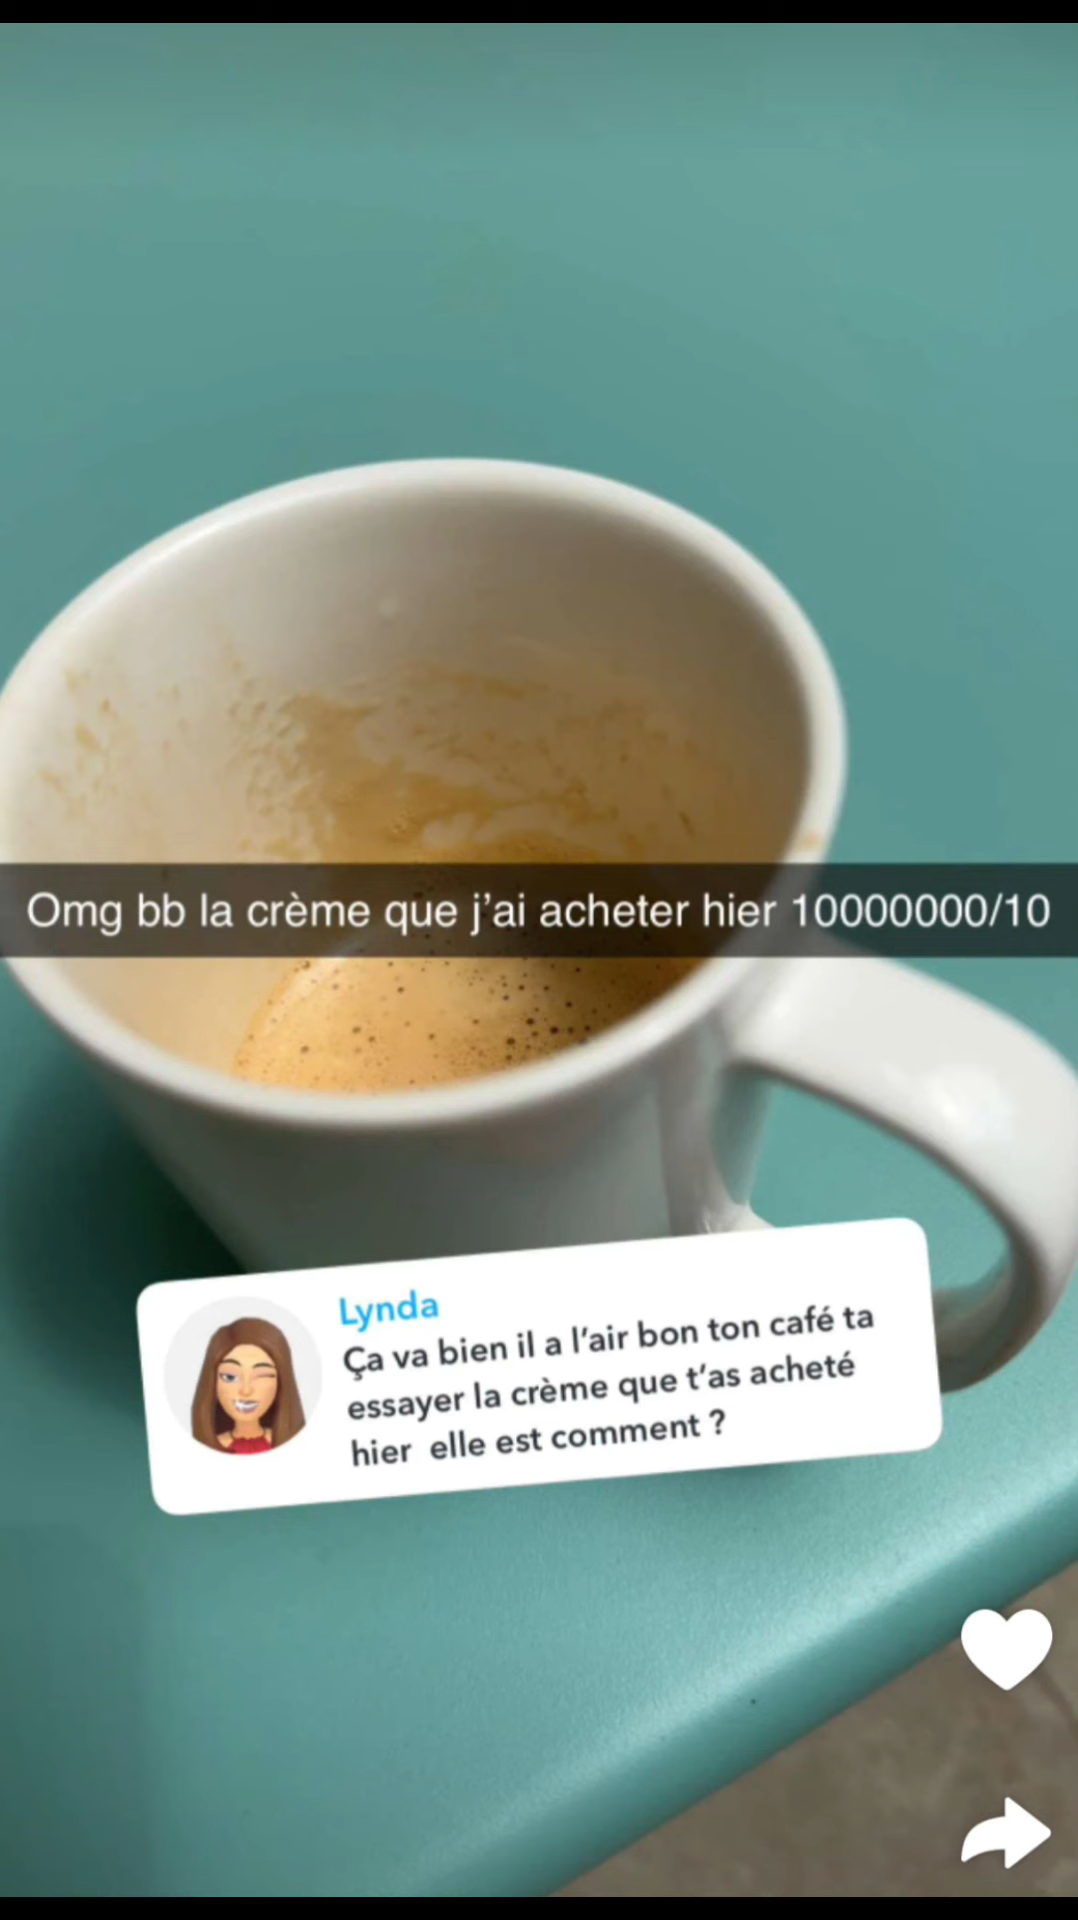 Omg bb la crème que j’ai acheter hier 10000000/10
Lynda
Ça va bien il a l’air bon ton café ta
essayer la crème que t’as acheté
hier  elle est comment ?